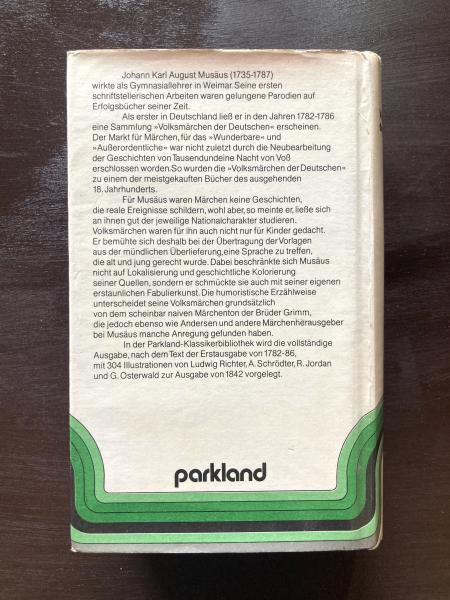 Johann Karl August Musäus (1735-1787)
wirkte als Gymnasiallehrer in Weimar. Seine ersten
schriftstellerischen Arbeiten waren gelungene Parodien auf
Erfolgsbücher seiner Zeit.
Als erster in Deutschland ließ er in den Jahren 1782-1786
eine Sammlung »Volksmärchen der Deutschen« erscheinen.
Der Markt für Märchen, für das »Wunderbare« und
»Außerordentliche« war nicht zuletzt durch die Neubearbeitung
der Geschichten von Tausendundeine Nacht von Voß
erschlossen worden. So wurden die »Volksmärchen der Deutschen«
zu einem der meistgekauften Bücher des ausgehenden
18. Jahrhunderts.
Für Musäus waren Märchen keine Geschichten,
die reale Ereignisse schildern, wohl aber, so meinte er, ließe sich
an ihnen gut der jeweilige Nationalcharakter studieren.
Volksmärchen waren für ihn auch nicht nur für Kinder gedacht.
Er bemühte sich deshalb bei der Übertragung der Vorlagen
aus der mündlichen Überlieferung, eine Sprache zu treffen,
die alt und jung gerecht wurde. Dabei beschränkte sich Musäus
nicht auf Lokalisierung und geschichtliche Kolorierung
seiner Quellen, sondern er schmückte sie auch mit seiner eigenen
erstaunlichen Fabulierkunst. Die humoristische Erzählweise
unterscheidet seine Volksmärchen grundsätzlich
von dem scheinbar naiven Märchenton der Brüder Grimm,
die jedoch ebenso wie Andersen und andere Märchenherausgeber
bei Musäus manche Anregung gefunden haben.
In der Parkland-Klassikerbibliothek wird die vollständige
Ausgabe, nach dem Text der Erstausgabe von 1782-86,
mit 304 Illustrationen von Ludwig Richter, A. Schrödter, R. Jordan
und G. Osterwald zur Ausgabe von 1842 vorgelegt.
parkland